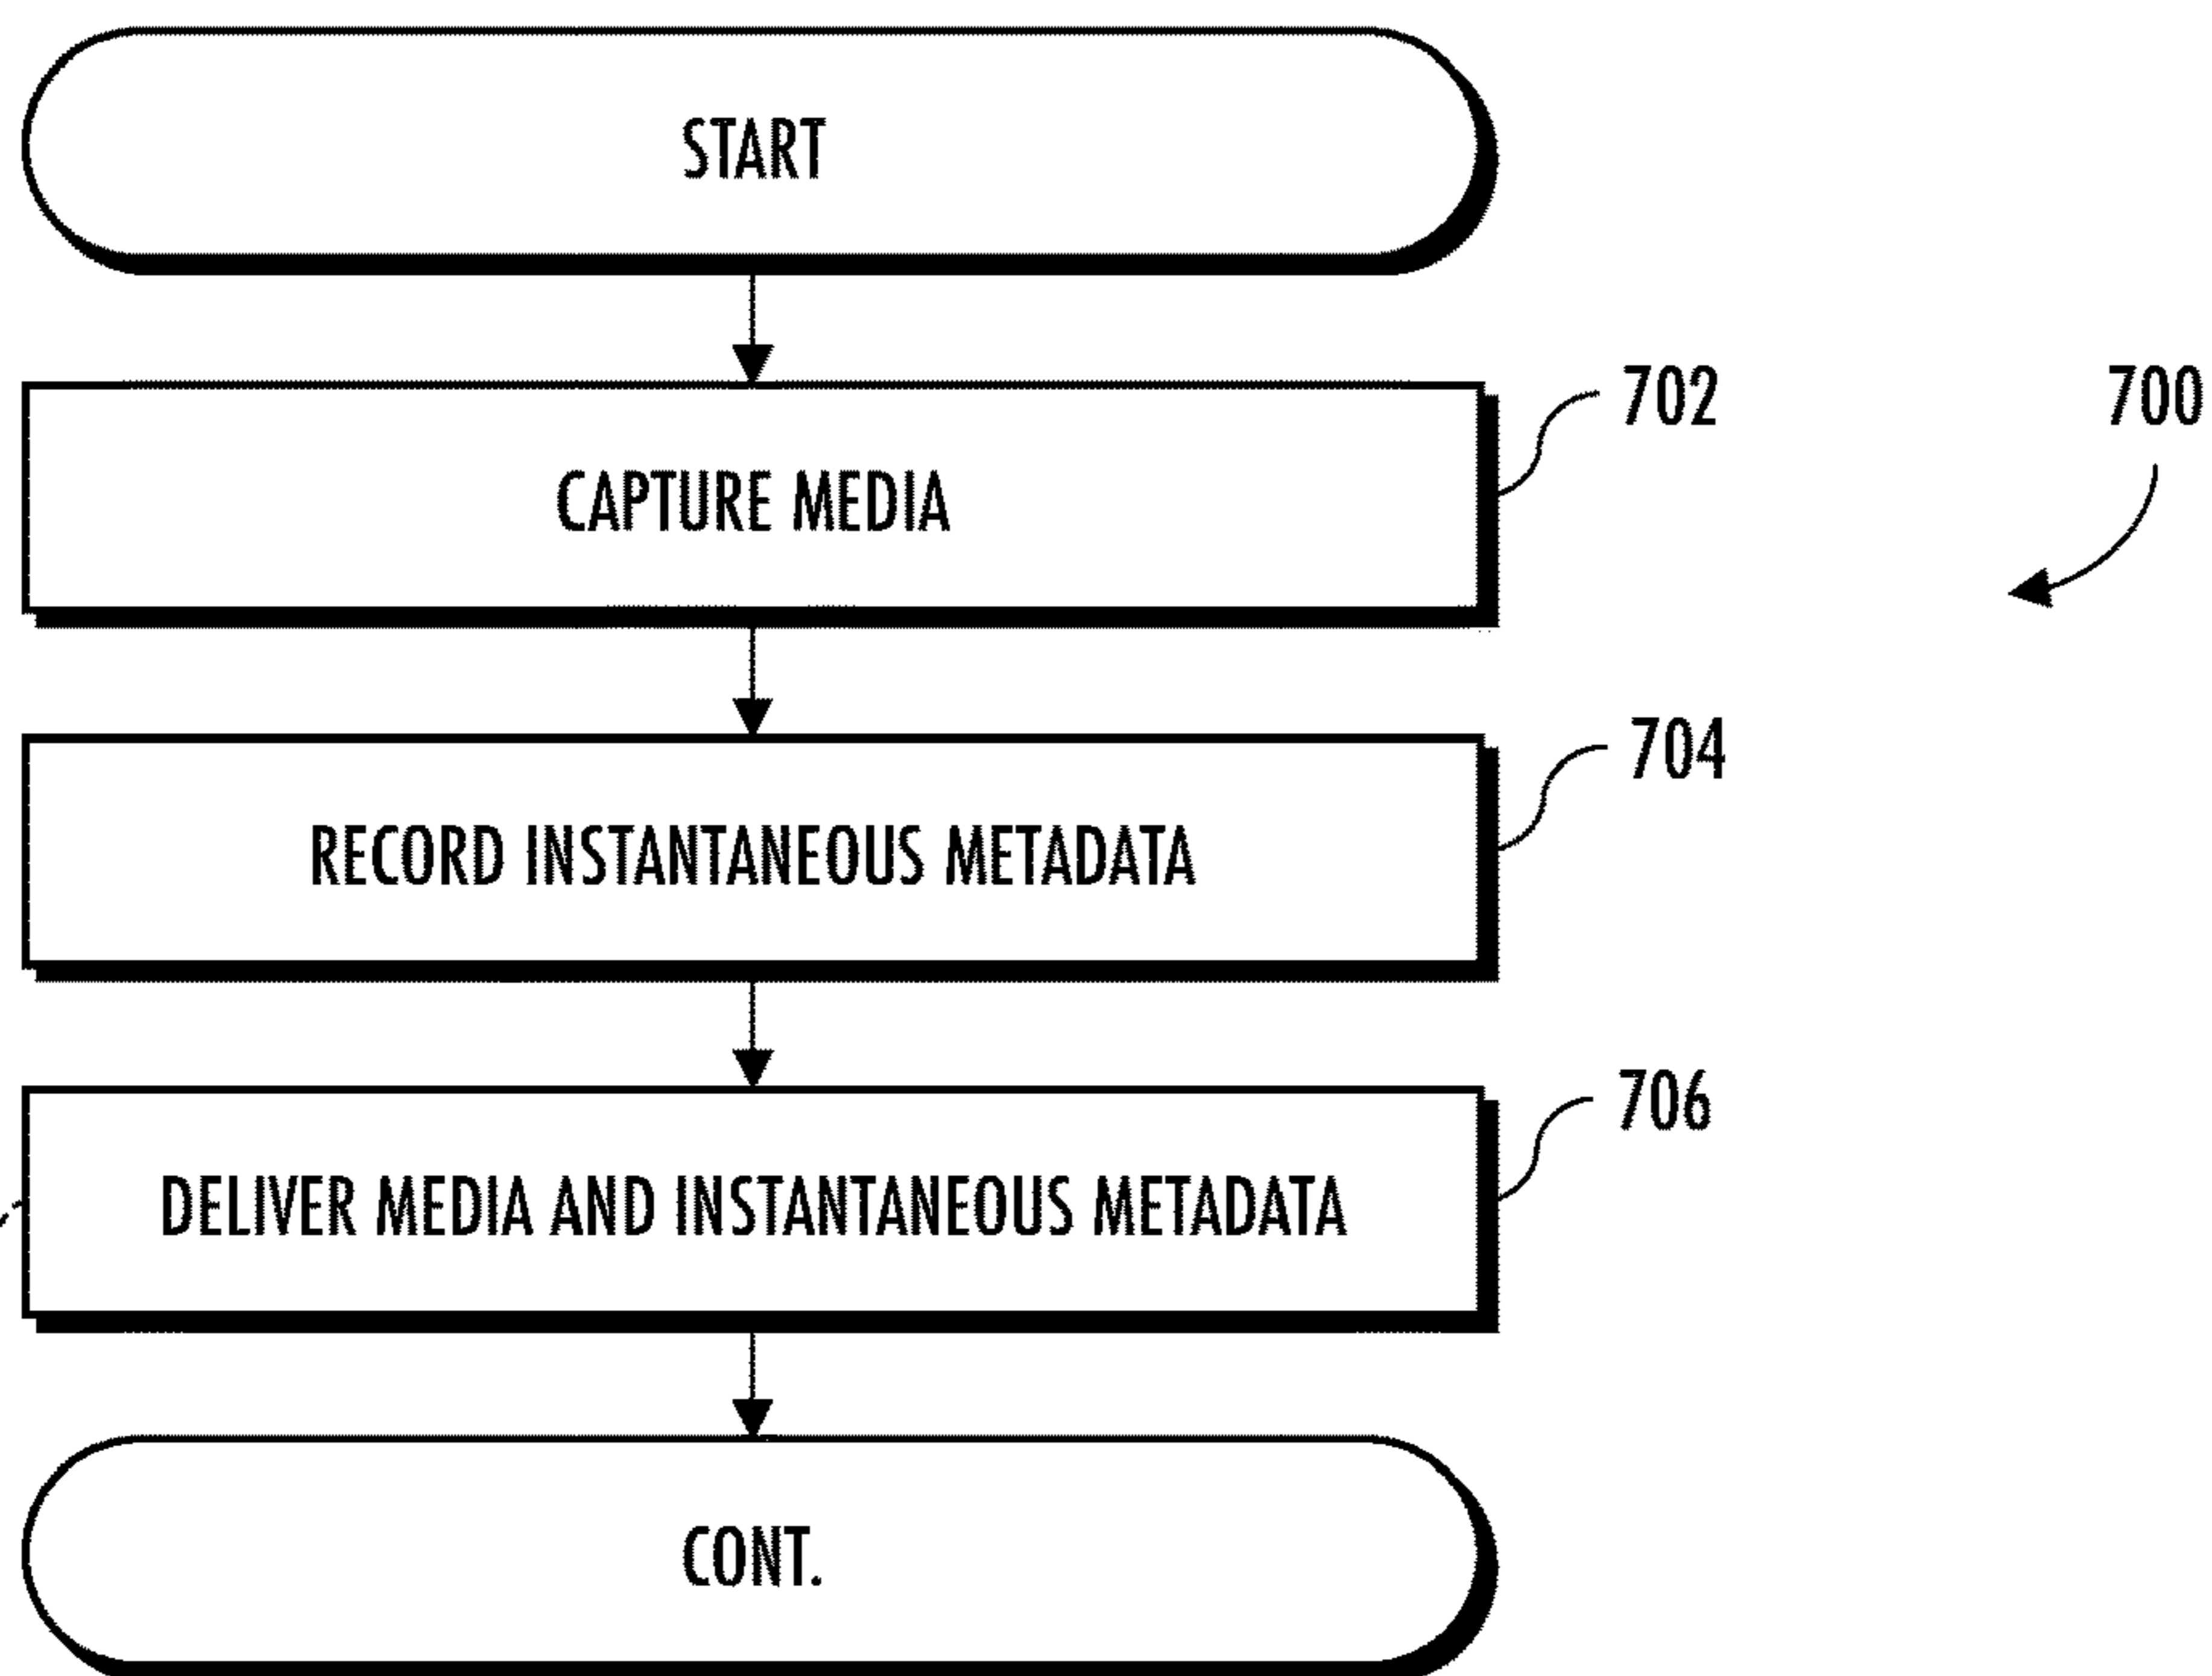 START
CAPTURE MEDIA
702
700
RECORD INSTANTANEOUS METADATA
704
DELIVER MEDIA AND INSTANTANEOUS METADATA
706
CONT.